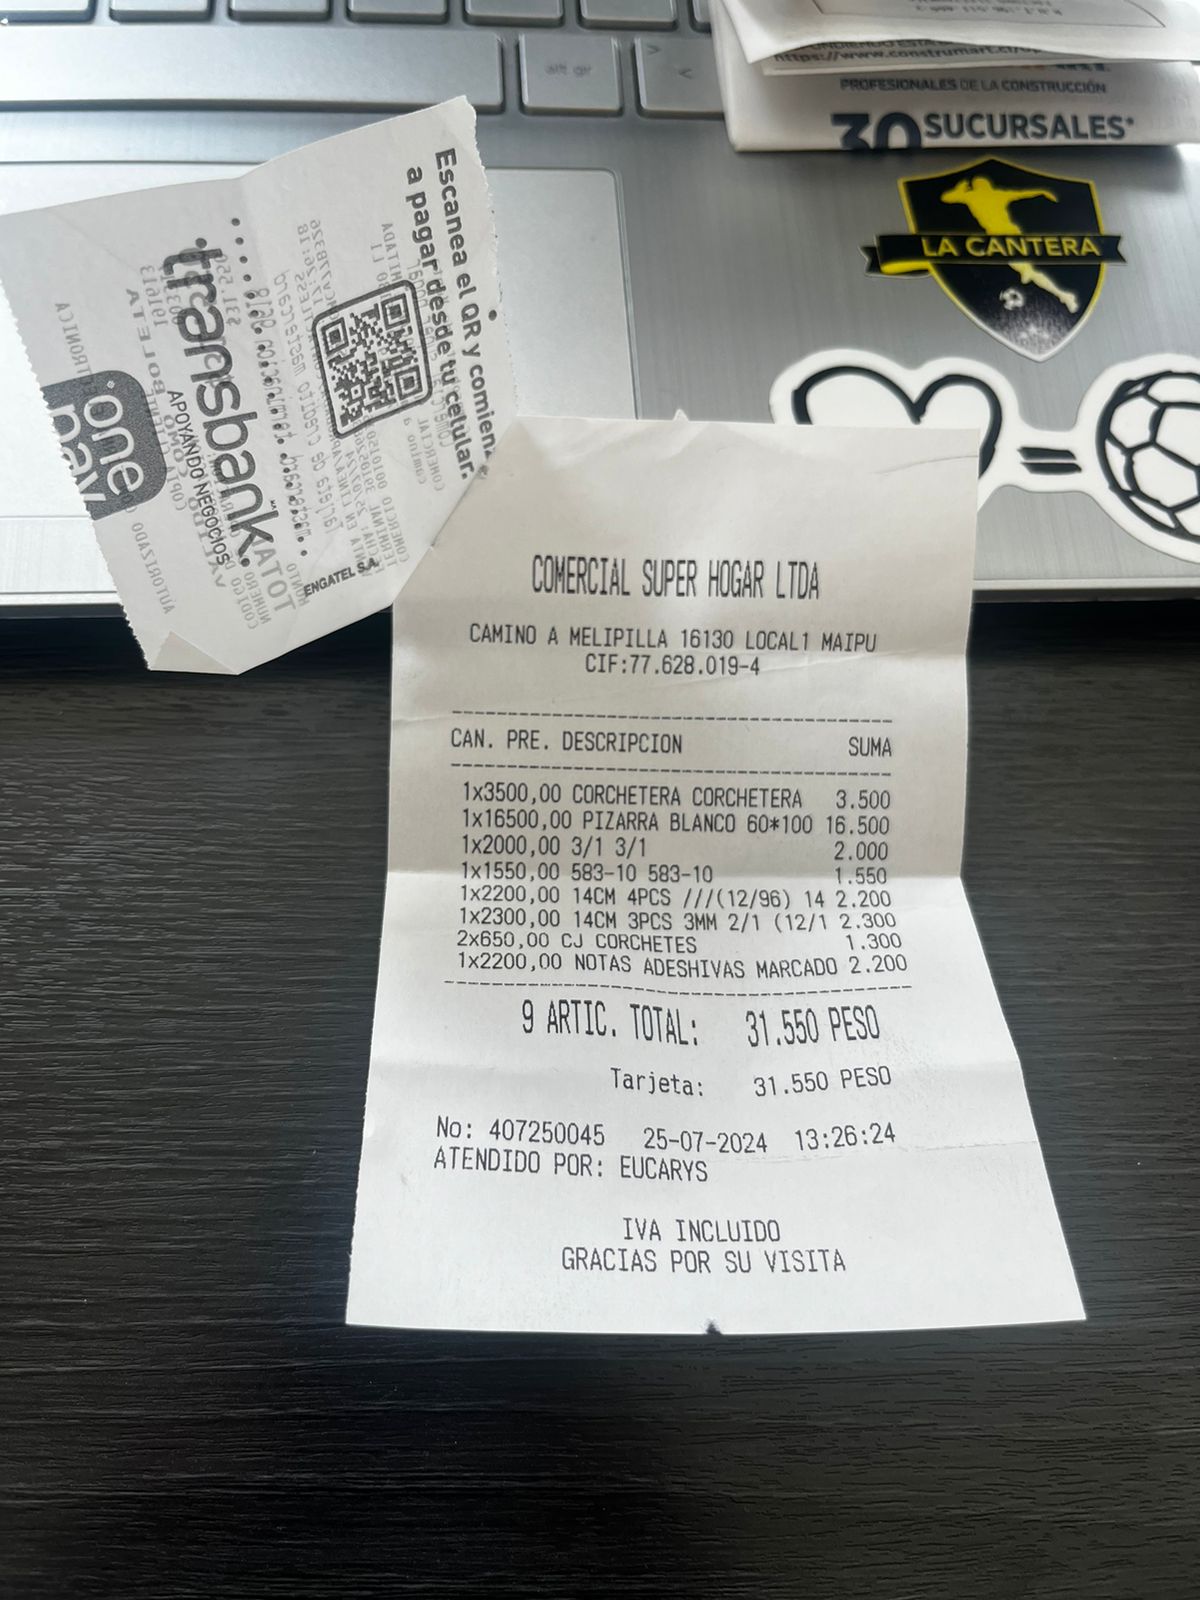 alt gr
https://www.construmart.cl
PROFESIONALES DE LA CONSTRUCCIÓN
30 SUCURSALES*
LA CANTERA
Escanea el QR y comienza
a pagar desde tu celular.
transbank.
APOYANDO NEGOCIOS
one
pay
ENGATEL S.A.
COMERCIAL SUPER HOGAR LTDA
CAMINO A MELIPILLA 16130 LOCAL1 MAIPU
CIF:77.628.019-4
CAN. PRE. DESCRIPCION SUMA
1x3500,00 CORCHETERA CORCHETERA 3.500
1x16500,00 PIZARRA BLANCO 60*100 16.500
1x2000,00 3/1 3/1 2.000
1x1550,00 583-10 583-10 1.550
1x2200,00 14CM 4PCS ///(12/96) 14 2.200
1x2300,00 14CM 3PCS 3MM 2/1 (12/1 2.300
2x650,00 CJ CORCHETES 1.300
1x2200,00 NOTAS ADESHIVAS MARCADO 2.200
9 ARTIC. TOTAL: 31.550 PESO
Tarjeta: 31.550 PESO
No: 407250045 25-07-2024 13:26:24
ATENDIDO POR: EUCARYS
IVA INCLUIDO
GRACIAS POR SU VISITA